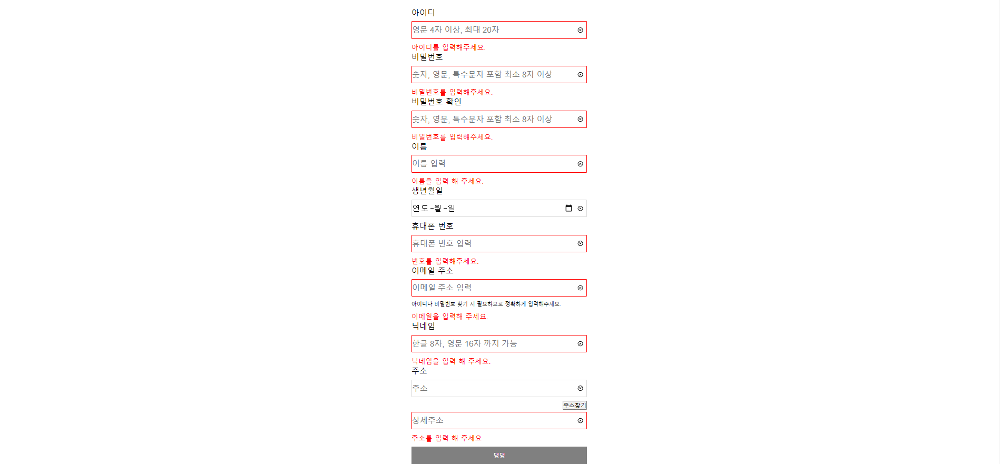 아이디
영문 4자 이상, 최대 20자
아이디를 입력해주세요.
비밀번호
숫자, 영문, 특수문자 포함 최소 8자 이상
비밀번호를 입력해주세요.
비밀번호 확인
숫자, 영문, 특수문자 포함 최소 8자 이상
비밀번호를 입력해주세요.
이름
이름 입력
이름을 입력 해 주세요.
생년월일
연도-월-일
휴대폰 번호
휴대폰 번호 입력
번호를 입력해주세요.
이메일 주소
이메일 주소 입력
아이디나 비밀번호 찾기 시 필요하므로 정확하게 입력해주세요.
이메일을 입력해 주세요.
닉네임
한글 8자, 영문 16자 까지 가능
닉네임을 입력 해 주세요.
주소
주소
주소찾기
상세주소
주소를 입력 해 주세요
댕댕